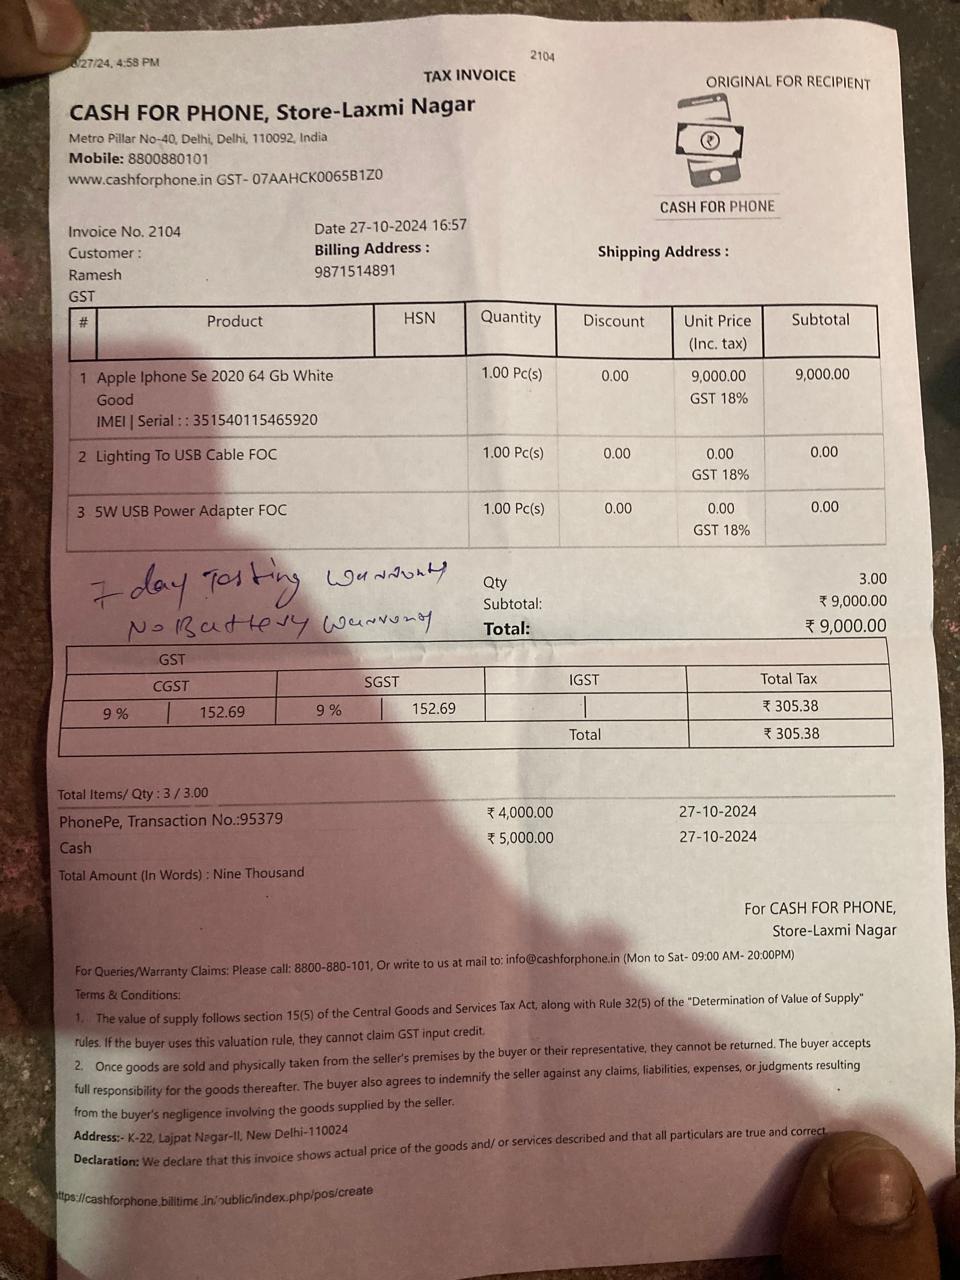 /27/24, 4:58 PM
2104
TAX INVOICE
ORIGINAL FOR RECIPIENT
CASH FOR PHONE, Store-Laxmi Nagar
Metro Pillar No-40, Delhi, Delhi, 110092, India
Mobile: 8800880101
www.cashforphone.in GST- 07AAHCK0065B1Z0
CASH FOR PHONE
Invoice No. 2104
Date 27-10-2024 16:57
Customer :
Billing Address :
Shipping Address :
Ramesh
9871514891
GST
# Product HSN Quantity Discount Unit Price (Inc. tax) Subtotal
1 Apple Iphone Se 2020 64 Gb White 1.00 Pc(s) 0.00 9,000.00 9,000.00
Good GST 18%
IMEI | Serial : : 351540115465920
2 Lighting To USB Cable FOC 1.00 Pc(s) 0.00 0.00 0.00
GST 18%
3 5W USB Power Adapter FOC 1.00 Pc(s) 0.00 0.00 0.00
GST 18%
7 day Testing warranty
No Battery warranty
Qty 3.00
Subtotal: ₹ 9,000.00
Total: ₹ 9,000.00
GST
CGST SGST IGST Total Tax
9 % 152.69 9 % 152.69 ₹ 305.38
Total ₹ 305.38
Total Items/ Qty : 3 / 3.00
PhonePe, Transaction No.:95379 ₹ 4,000.00 27-10-2024
Cash ₹ 5,000.00 27-10-2024
Total Amount (In Words) : Nine Thousand
For CASH FOR PHONE,
Store-Laxmi Nagar
For Queries/Warranty Claims: Please call: 8800-880-101, Or write to us at mail to: info@cashforphone.in (Mon to Sat- 09:00 AM- 20:00PM)
Terms & Conditions:
1. The value of supply follows section 15(5) of the Central Goods and Services Tax Act, along with Rule 32(5) of the "Determination of Value of Supply"
rules. If the buyer uses this valuation rule, they cannot claim GST input credit.
2. Once goods are sold and physically taken from the seller's premises by the buyer or their representative, they cannot be returned. The buyer accepts
full responsibility for the goods thereafter. The buyer also agrees to indemnify the seller against any claims, liabilities, expenses, or judgments resulting
from the buyer's negligence involving the goods supplied by the seller.
Address:- K-22, Lajpat Nagar-II, New Delhi-110024
Declaration: We declare that this invoice shows actual price of the goods and/ or services described and that all particulars are true and correct.
ttps://cashforphone.billtime.in/public/index.php/pos/create